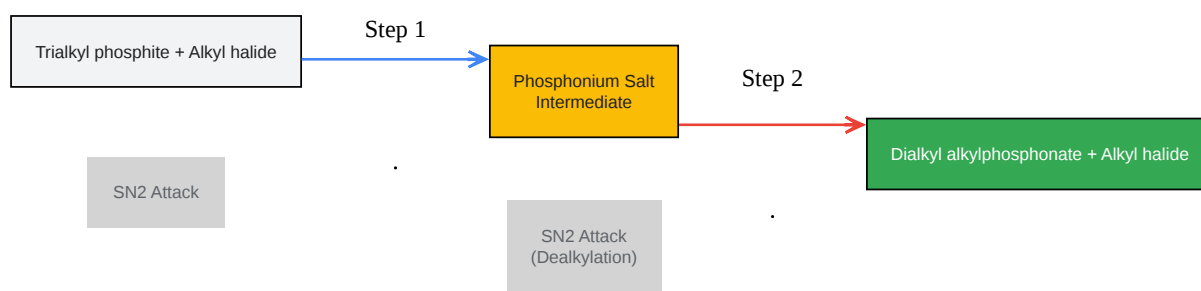 Trialkyl phosphite + Alkyl halide
Step 1
Phosphonium Salt
Intermediate
Step 2
Dialkyl alkylphosphonate + Alkyl halide
SN2 Attack
.
SN2 Attack
(Dealkylation)
.